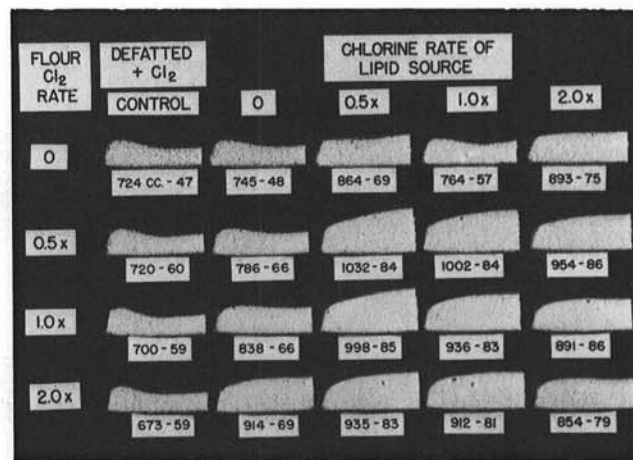 FLOUR
Cl2
RATE
DEFATTED
+ Cl2
CONTROL
CHLORINE RATE OF
LIPID SOURCE
0
0.5x
1.0x
2.0x
0
724 CC.-47
745-48
864-69
764-57
893-75
0.5x
720-60
786-66
1032-84
1002-84
954-86
1.0x
700-59
838-66
998-85
936-83
891-86
2.0x
673-59
914-69
935-83
912-81
854-79